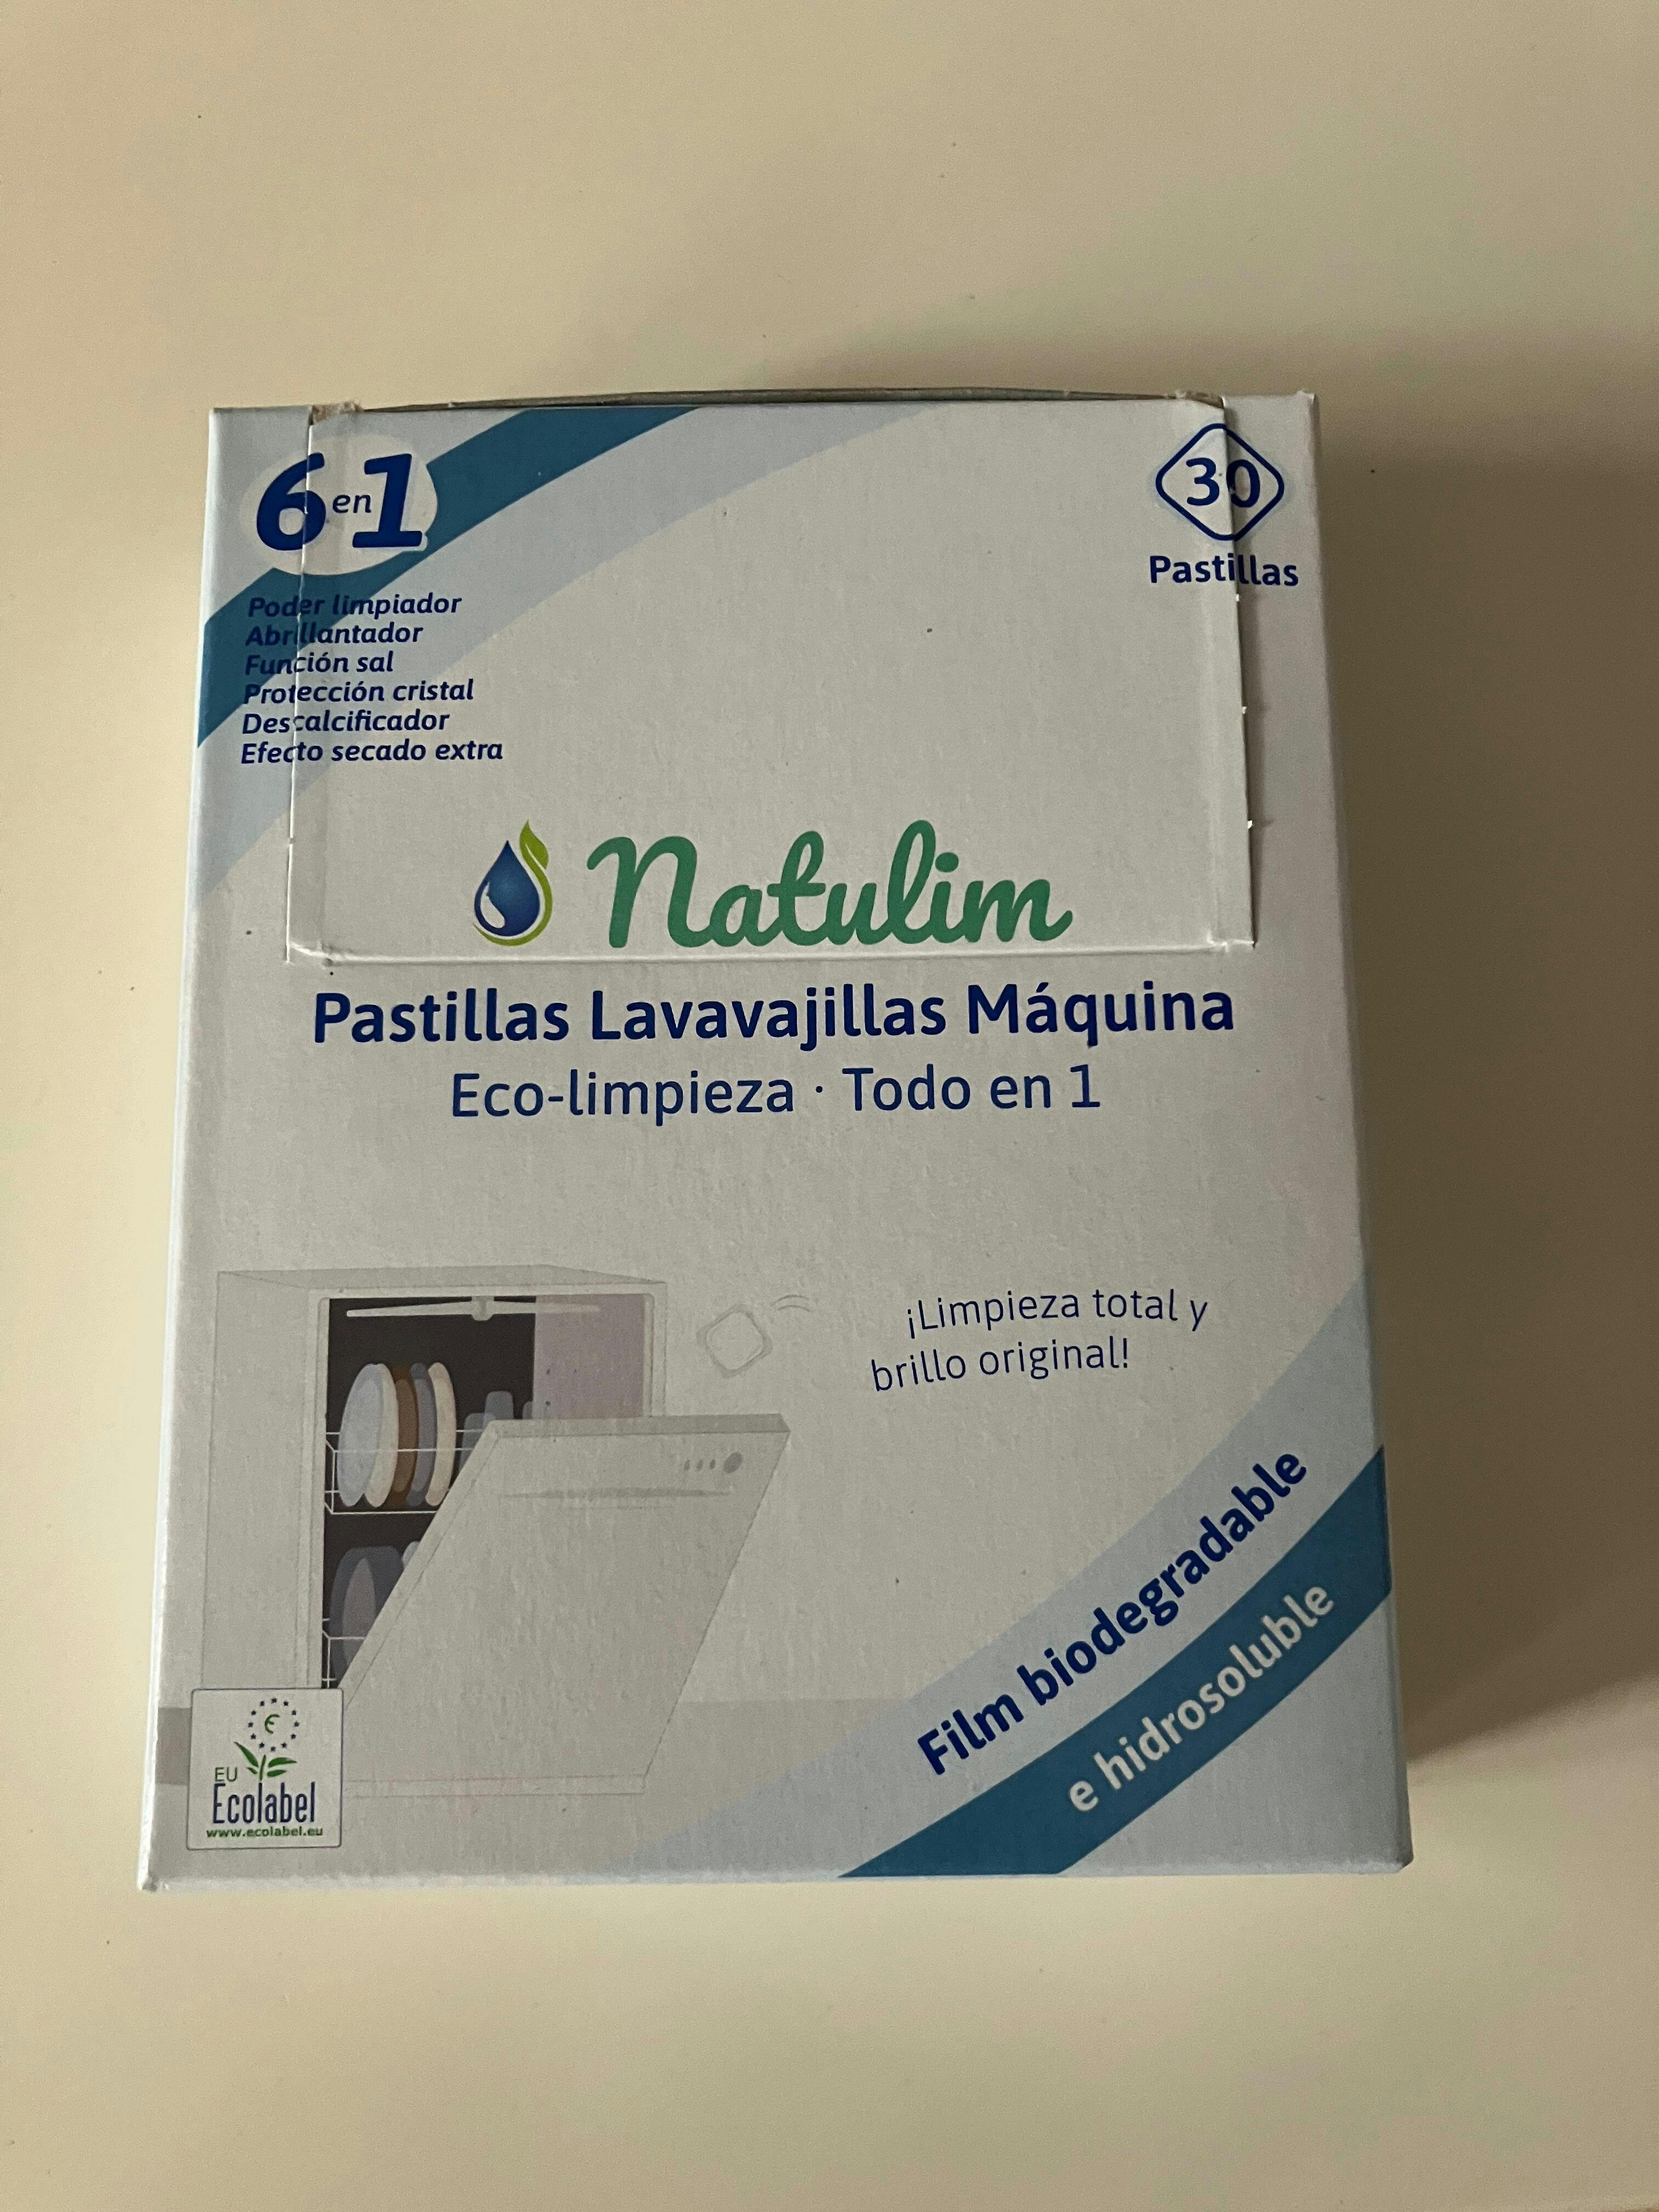 6 en 1
30
Pastillas
Poder limpiador
Abrillantador
Función sal
Protección cristal
Descalcificador
Efecto secado extra
Natulim
Pastillas Lavavajillas Máquina
Eco-limpieza · Todo en 1
¡Limpieza total y
brillo original!
Film biodegradable
e hidrosoluble
EU
Ecolabel
www.ecolabel.eu